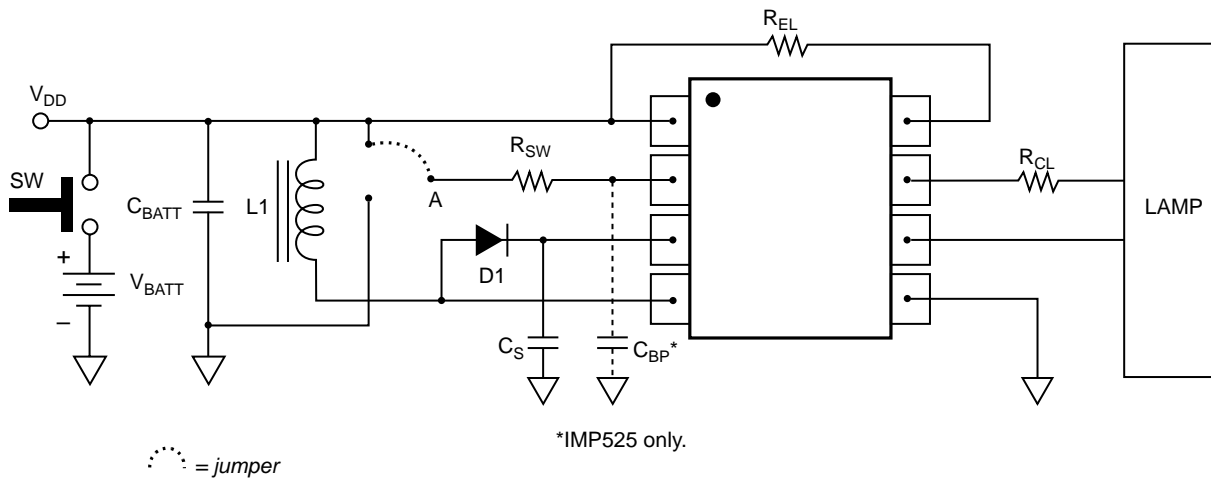 R_EL
V_DD
R_SW
R_CL
SW
C_BATT
L1
A
LAMP
+
V_BATT
D1
–
C_S
C_BP*
*IMP525 only.
= jumper